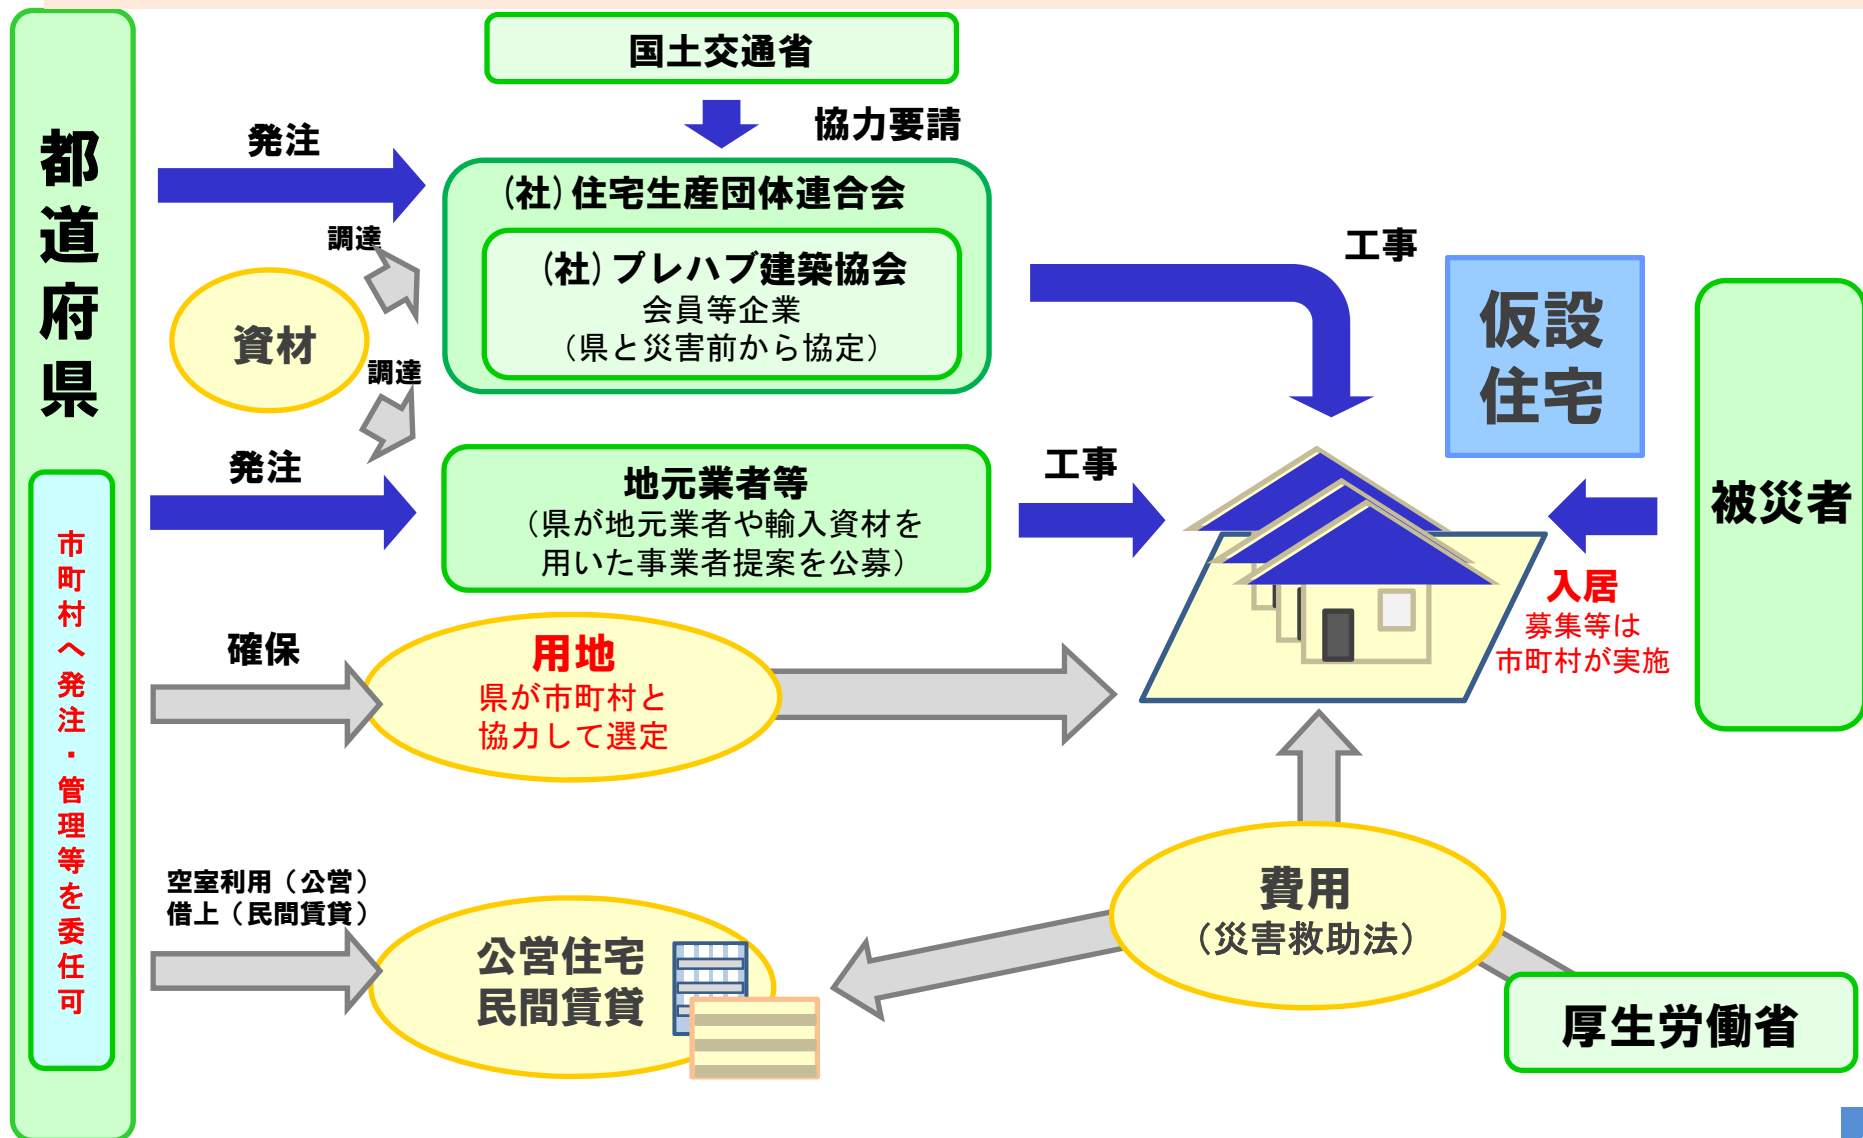 都道府県
市町村へ発注・管理等を委任可
国土交通省
協力要請
発注
(社)住宅生産団体連合会
(社)プレハブ建築協会
会員等企業
（県と災害前から協定）
調達
資材
調達
発注
地元業者等
（県が地元業者や輸入資材を
用いた事業者提案を公募）
工事
工事
仮設
住宅
被災者
入居
募集等は
市町村が実施
確保
用地
県が市町村と
協力して選定
空室利用（公営）
借上（民間賃貸）
公営住宅
民間賃貸
費用
（災害救助法）
厚生労働省